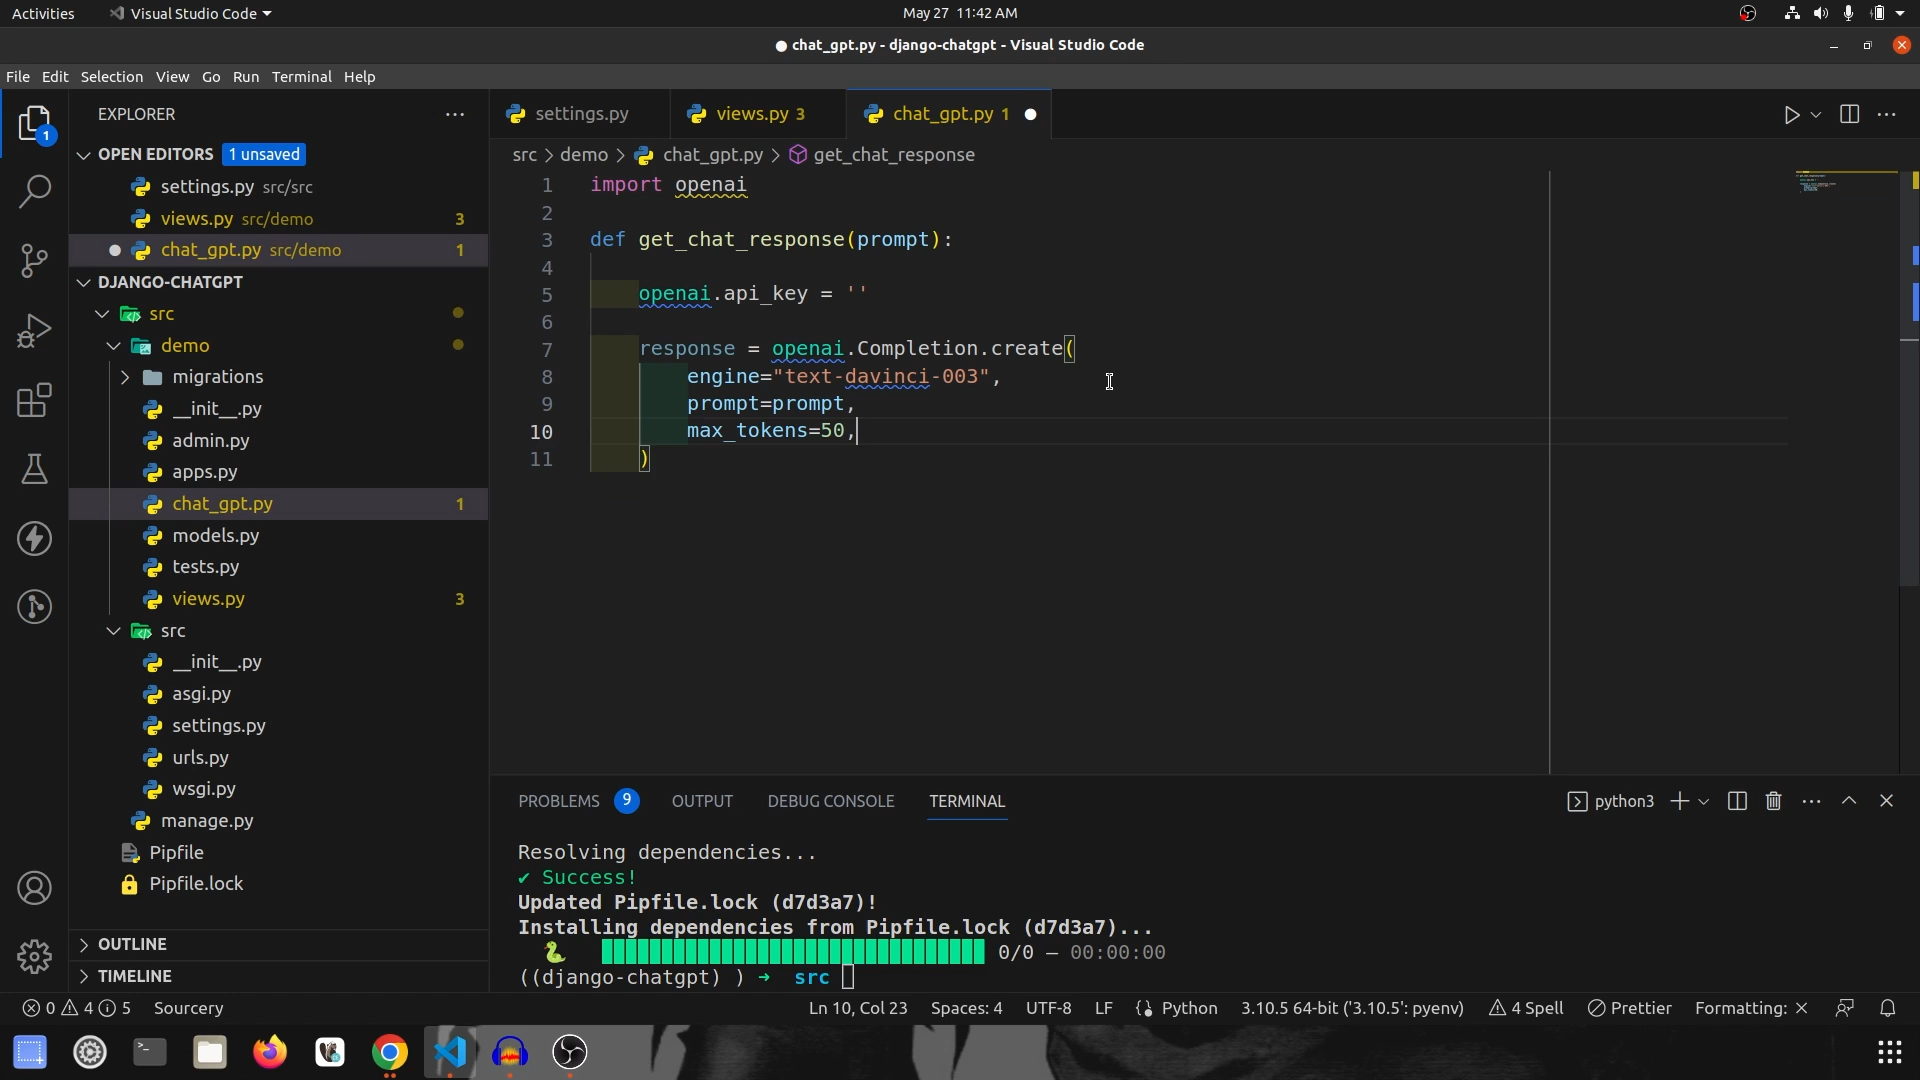 Activities
Visual Studio Code
May 27 11:42 AM
chat_gpt.py - django-chatgpt - Visual Studio Code
File Edit Selection View Go Run Terminal Help
EXPLORER
1
OPEN EDITORS 1 unsaved
settings.py src/src
views.py src/demo 3
chat_gpt.py src/demo 1
DJANGO-CHATGPT
src
demo
migrations
__init__.py
admin.py
apps.py
chat_gpt.py 1
models.py
tests.py
views.py 3
src
__init__.py
asgi.py
settings.py
urls.py
wsgi.py
manage.py
Pipfile
Pipfile.lock
OUTLINE
TIMELINE
settings.py
views.py 3
chat_gpt.py 1
src > demo > chat_gpt.py > get_chat_response
1 import openai
2
3 def get_chat_response(prompt):
4
5 openai.api_key = ''
6
7 response = openai.Completion.create(
8 engine="text-davinci-003",
9 prompt=prompt,
10 max_tokens=50,
11 )
PROBLEMS 9 OUTPUT DEBUG CONSOLE TERMINAL
python3
Resolving dependencies...
✔ Success!
Updated Pipfile.lock (d7d3a7)!
Installing dependencies from Pipfile.lock (d7d3a7)...
0/0 — 00:00:00
((django-chatgpt) ) ➜ src
0 4 5 Sourcery
Ln 10, Col 23 Spaces: 4 UTF-8 LF Python 3.10.5 64-bit ('3.10.5': pyenv) 4 Spell Prettier Formatting: ×